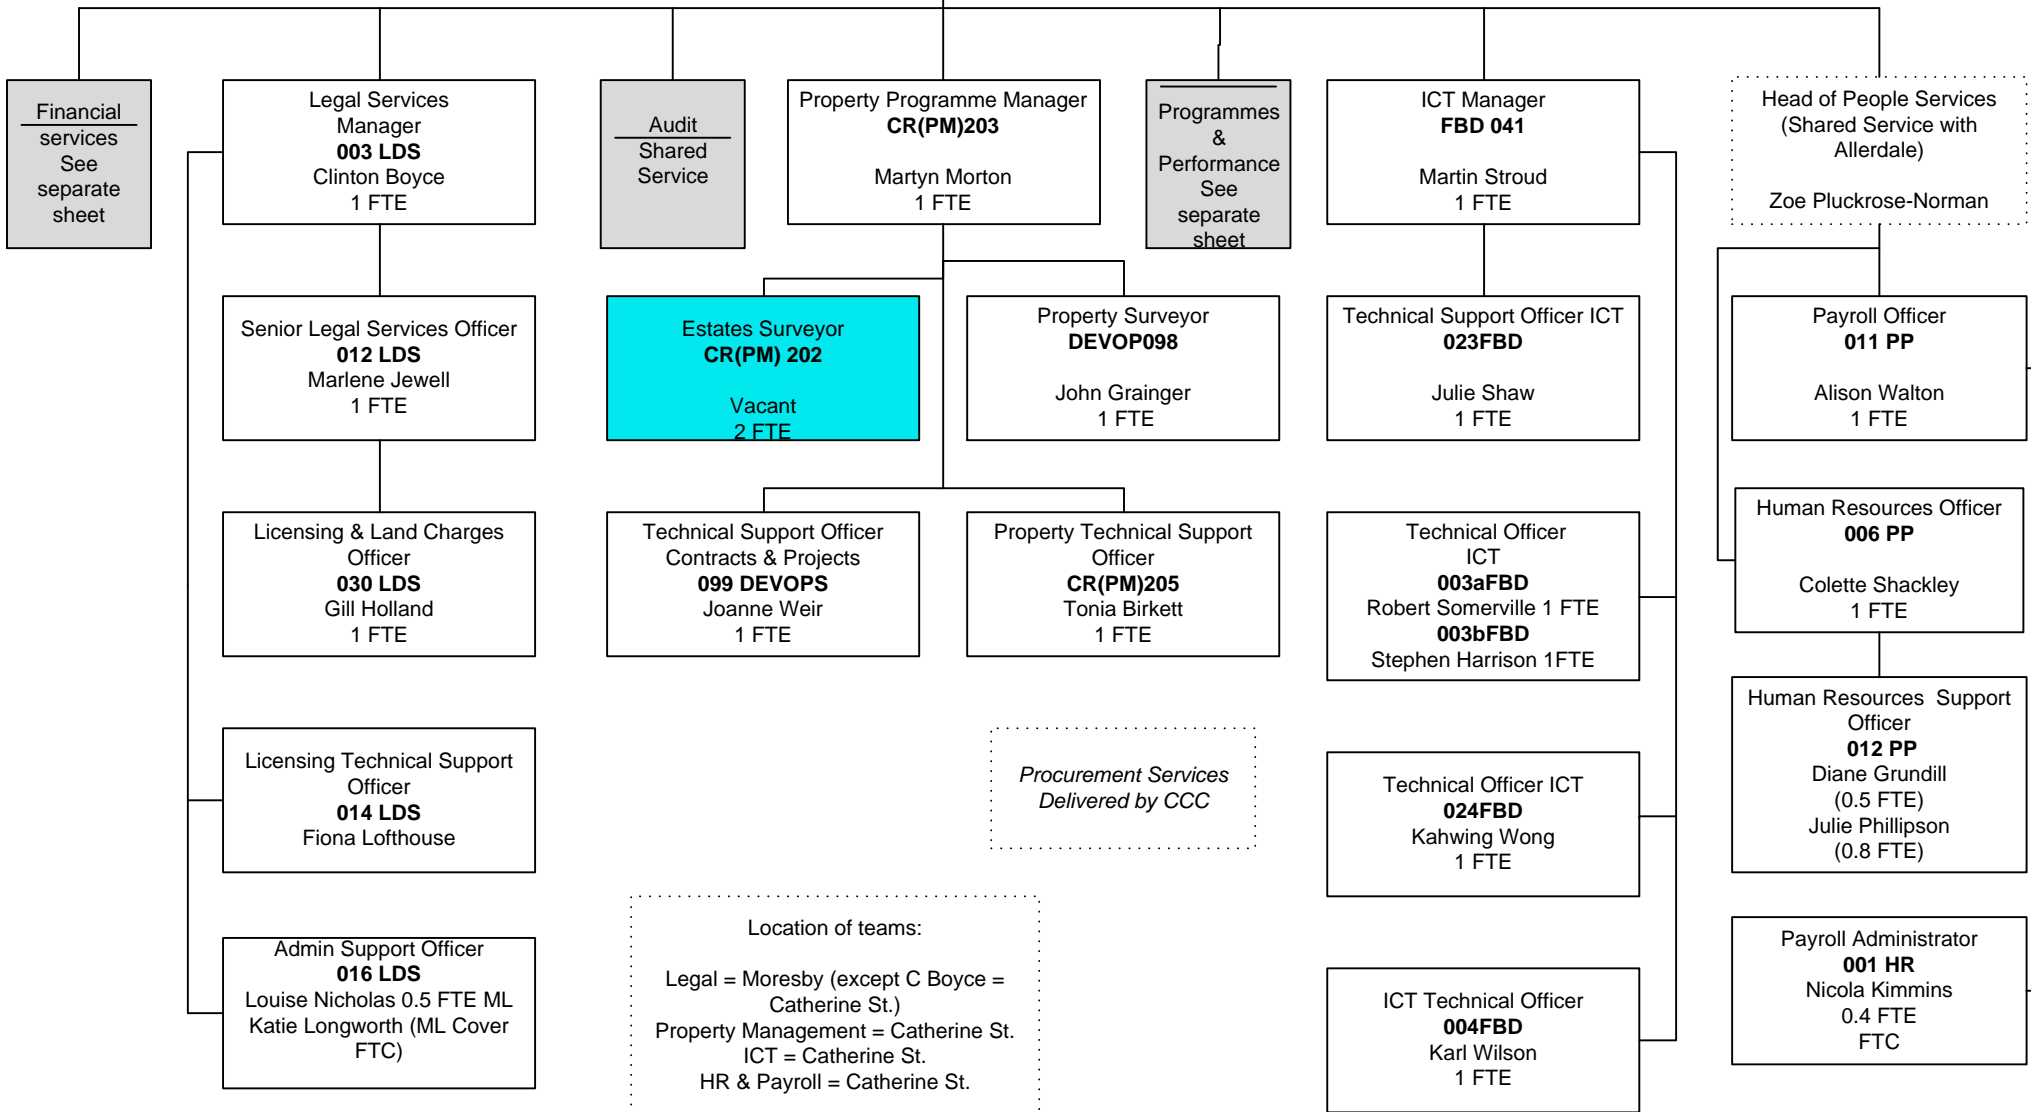 Financial
services
See
separate
sheet
Legal Services
Manager
003 LDS
Clinton Boyce
1 FTE
Audit
Shared
Service
Property Programme Manager
CR(PM)203
Martyn Morton
1 FTE
Programmes
&
Performance
See
separate
sheet
ICT Manager
FBD 041
Martin Stroud
1 FTE
Head of People Services
(Shared Service with
Allerdale)
Zoe Pluckrose-Norman
Senior Legal Services Officer
012 LDS
Marlene Jewell
1 FTE
Estates Surveyor
CR(PM) 202
Vacant
2 FTE
Property Surveyor
DEVOP098
John Grainger
1 FTE
Technical Support Officer ICT
023FBD
Julie Shaw
1 FTE
Payroll Officer
011 PP
Alison Walton
1 FTE
Licensing & Land Charges
Officer
030 LDS
Gill Holland
1 FTE
Technical Support Officer
Contracts & Projects
099 DEVOPS
Joanne Weir
1 FTE
Property Technical Support
Officer
CR(PM)205
Tonia Birkett
1 FTE
Technical Officer
ICT
003aFBD
Robert Somerville 1 FTE
003bFBD
Stephen Harrison 1FTE
Human Resources Officer
006 PP
Colette Shackley
1 FTE
Licensing Technical Support
Officer
014 LDS
Fiona Lofthouse
Procurement Services
Delivered by CCC
Technical Officer ICT
024FBD
Kahwing Wong
1 FTE
Human Resources  Support
Officer
012 PP
Diane Grundill
(0.5 FTE)
Julie Phillipson
(0.8 FTE)
Admin Support Officer
016 LDS
Louise Nicholas 0.5 FTE ML
Katie Longworth (ML Cover
FTC)
Location of teams:
Legal = Moresby (except C Boyce =
Catherine St.)
Property Management = Catherine St.
ICT = Catherine St.
HR & Payroll = Catherine St.
ICT Technical Officer
004FBD
Karl Wilson
1 FTE
Payroll Administrator
001 HR
Nicola Kimmins
0.4 FTE
FTC